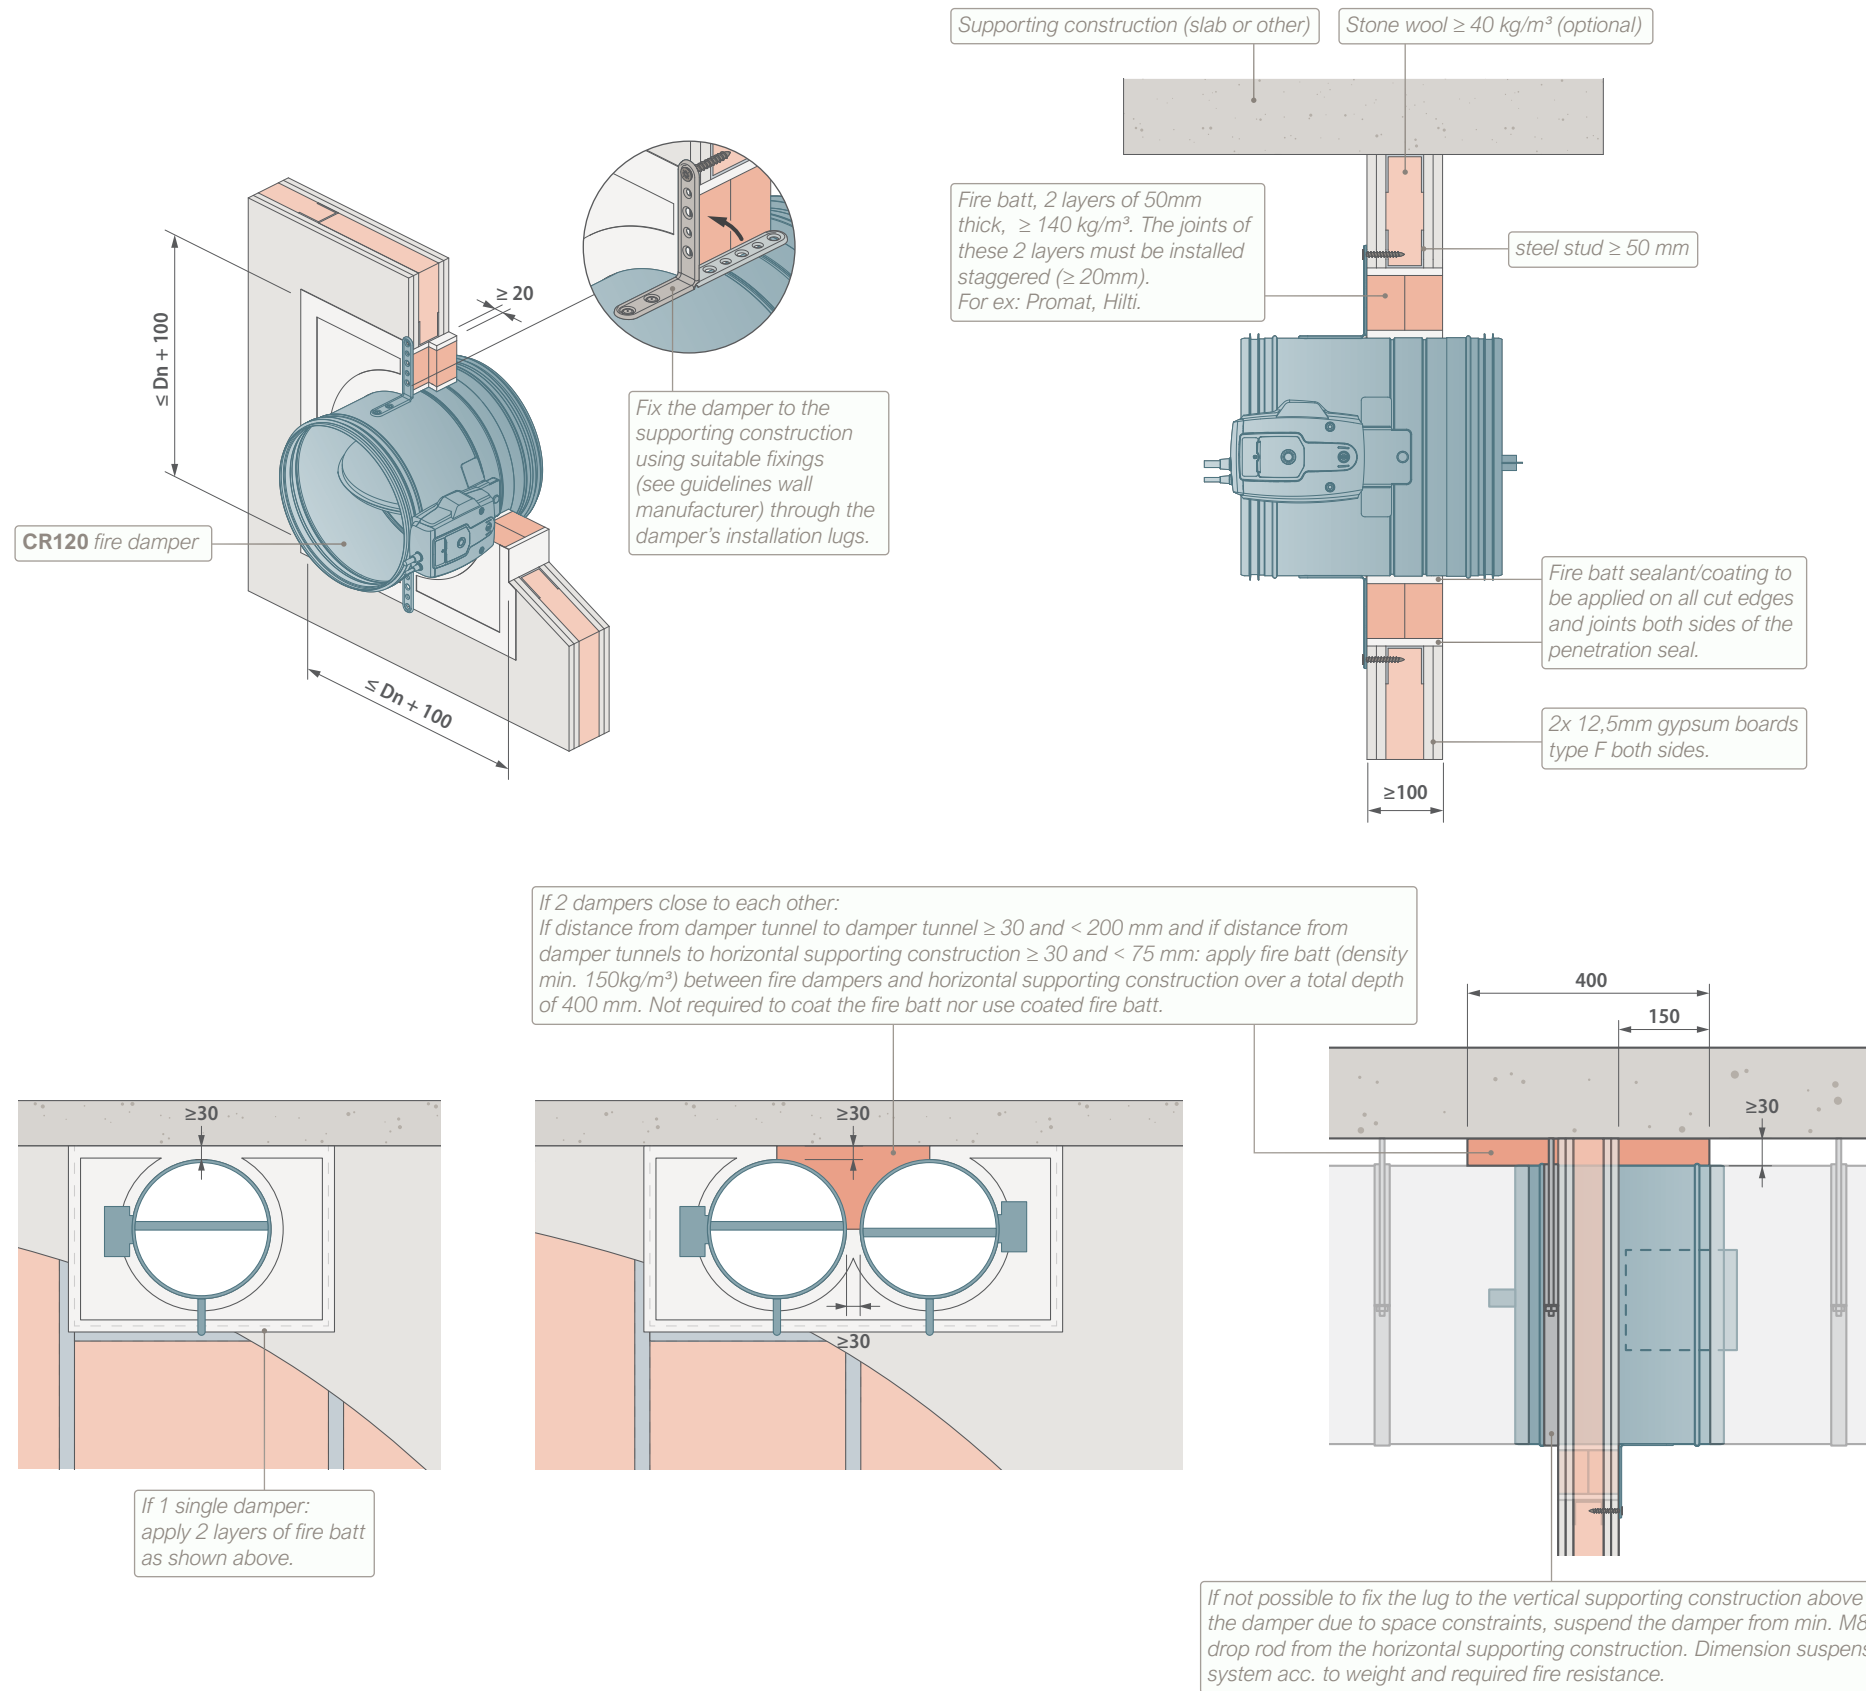 Supporting construction (slab or other)
Stone wool ≥ 40 kg/m³ (optional)
Fire batt, 2 layers of 50mm
thick, ≥ 140 kg/m³. The joints of
these 2 layers must be installed
staggered (≥ 20mm).
For ex: Promat, Hilti.
steel stud ≥ 50 mm
≥ 20
≤ Dn + 100
Fix the damper to the
supporting construction
using suitable fixings
(see guidelines wall
manufacturer) through the
damper's installation lugs.
CR120 fire damper
≤ Dn + 100
Fire batt sealant/coating to
be applied on all cut edges
and joints both sides of the
penetration seal.
2x 12,5mm gypsum boards
type F both sides.
≥100
If 2 dampers close to each other:
If distance from damper tunnel to damper tunnel ≥ 30 and < 200 mm and if distance from
damper tunnels to horizontal supporting construction ≥ 30 and < 75 mm: apply fire batt (density
min. 150kg/m³) between fire dampers and horizontal supporting construction over a total depth
of 400 mm. Not required to coat the fire batt nor use coated fire batt.
400
150
≥30
≥30
≥30
≥30
If 1 single damper:
apply 2 layers of fire batt
as shown above.
If not possible to fix the lug to the vertical supporting construction above
the damper due to space constraints, suspend the damper from min. M8
drop rod from the horizontal supporting construction. Dimension suspens
system acc. to weight and required fire resistance.